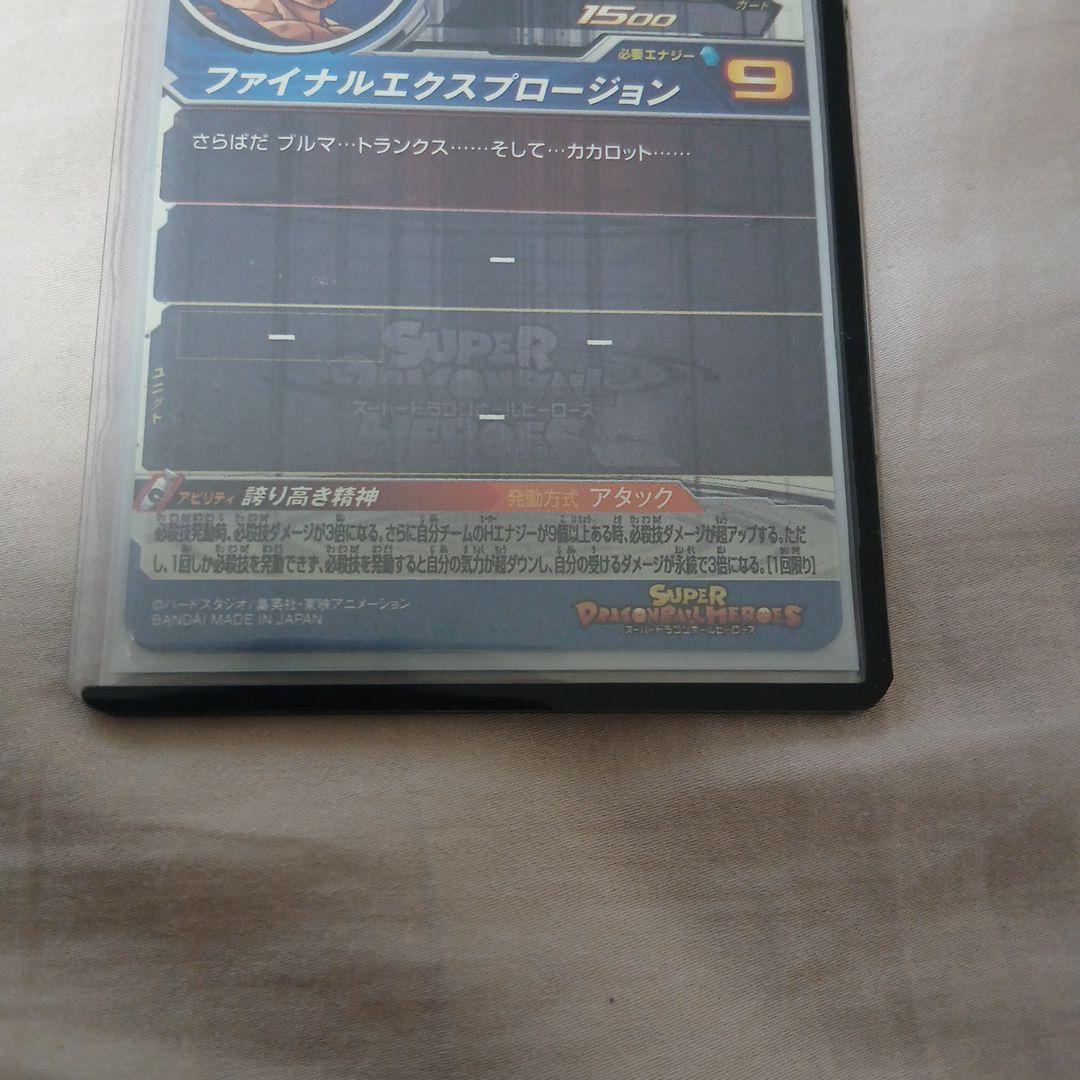 カード
1500
必要エナジー
9
ファイナルエクスプロージョン
さらばだ ブルマ…トランクス……そして…カカロット……
ー
ー
ー
ユニット
ー
SUPER
DRAGONBALL
スーパードラゴンボールヒーローズ
HEROES
アビリティ 誇り高き精神 発動方式 アタック
必殺技発動時、必殺技ダメージが3倍になる。さらに自分チームのHエナジーが9個以上ある時、必殺技ダメージが超アップする。ただ
し、1回しか必殺技を発動できず、必殺技を発動すると自分の気力が超ダウンし、自分の受けるダメージが永続で3倍になる。[1回限り]
©バードスタジオ/集英社・東映アニメーション
BANDAI MADE IN JAPAN
SUPER
DRAGONBALL HEROES
スーパードラゴンボールヒーローズ